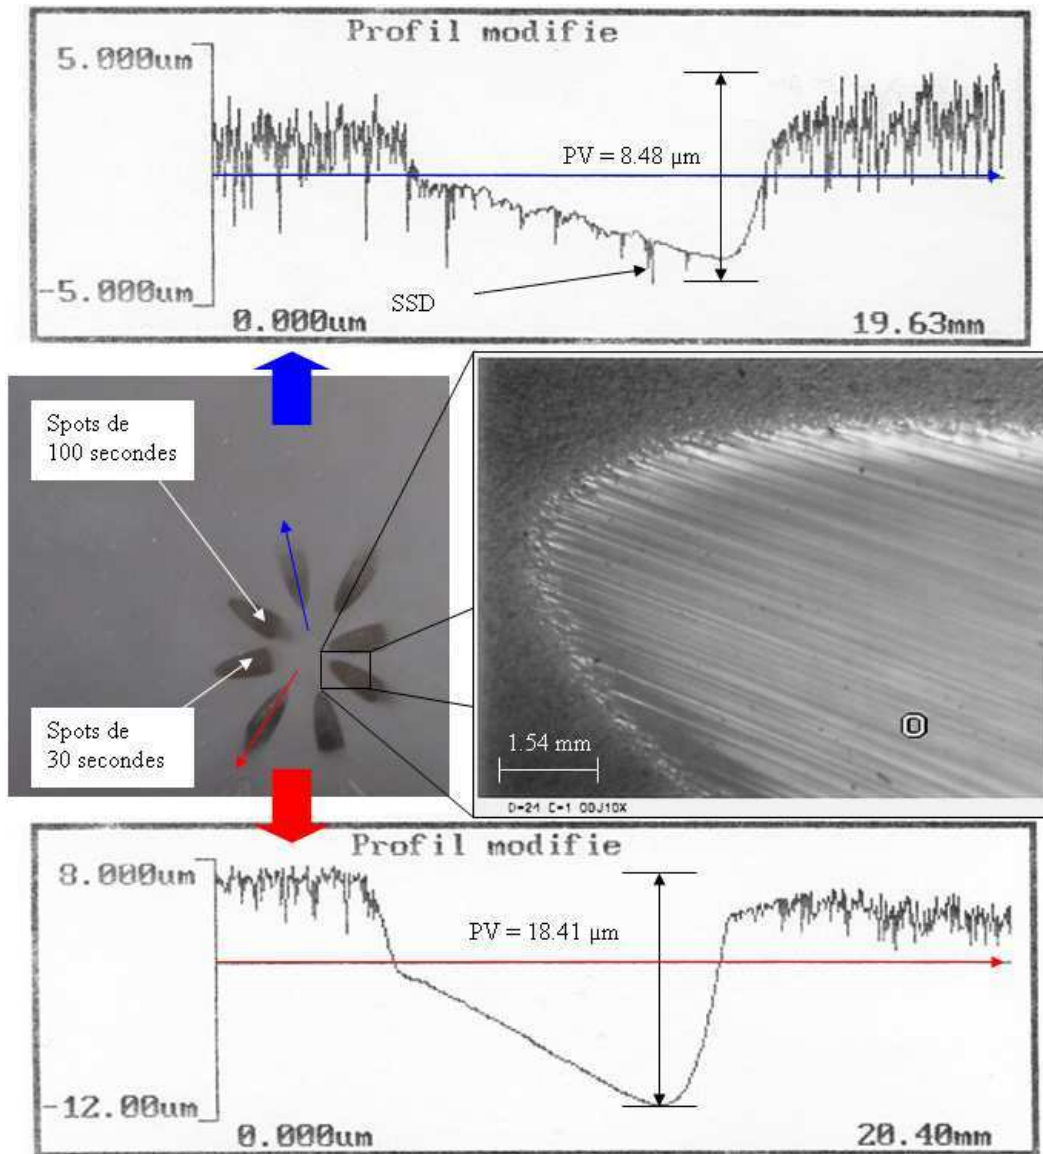 Profil modifie
5.000um
PV = 8.48 µm
SSD
-5.000um
0.000um
19.63mm
Spots de
100 secondes
Spots de
30 secondes
1.54 mm
D=24 C=1 OBJ10X
Profil modifie
8.000um
PV = 18.41 µm
-12.00um
0.000um
20.40mm